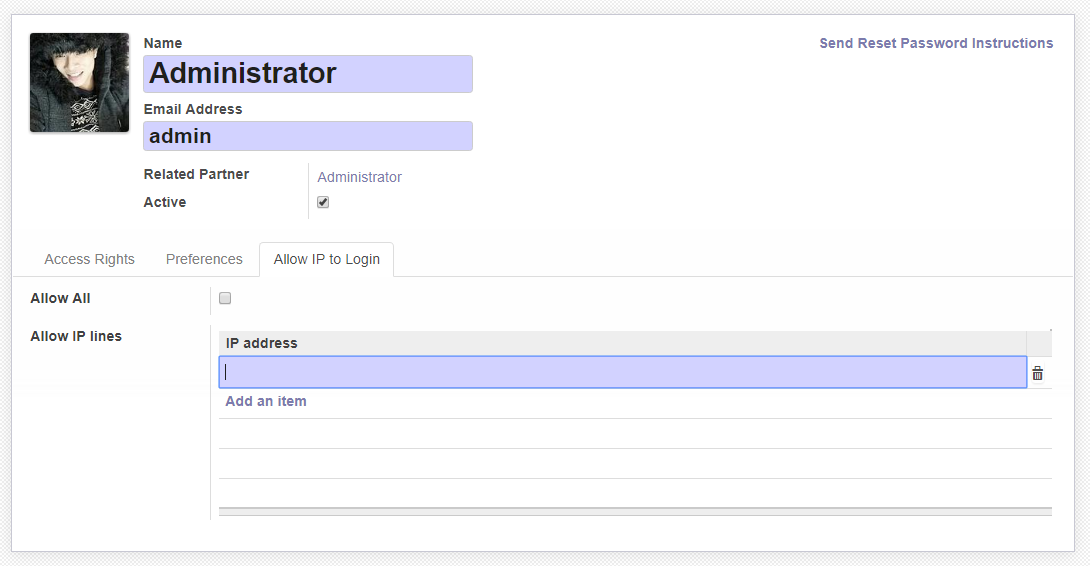 Name
Send Reset Password Instructions
Administrator
Email Address
admin
Related Partner
Administrator
Active
Access Rights
Preferences
Allow IP to Login
Allow All
Allow IP lines
IP address
Add an item